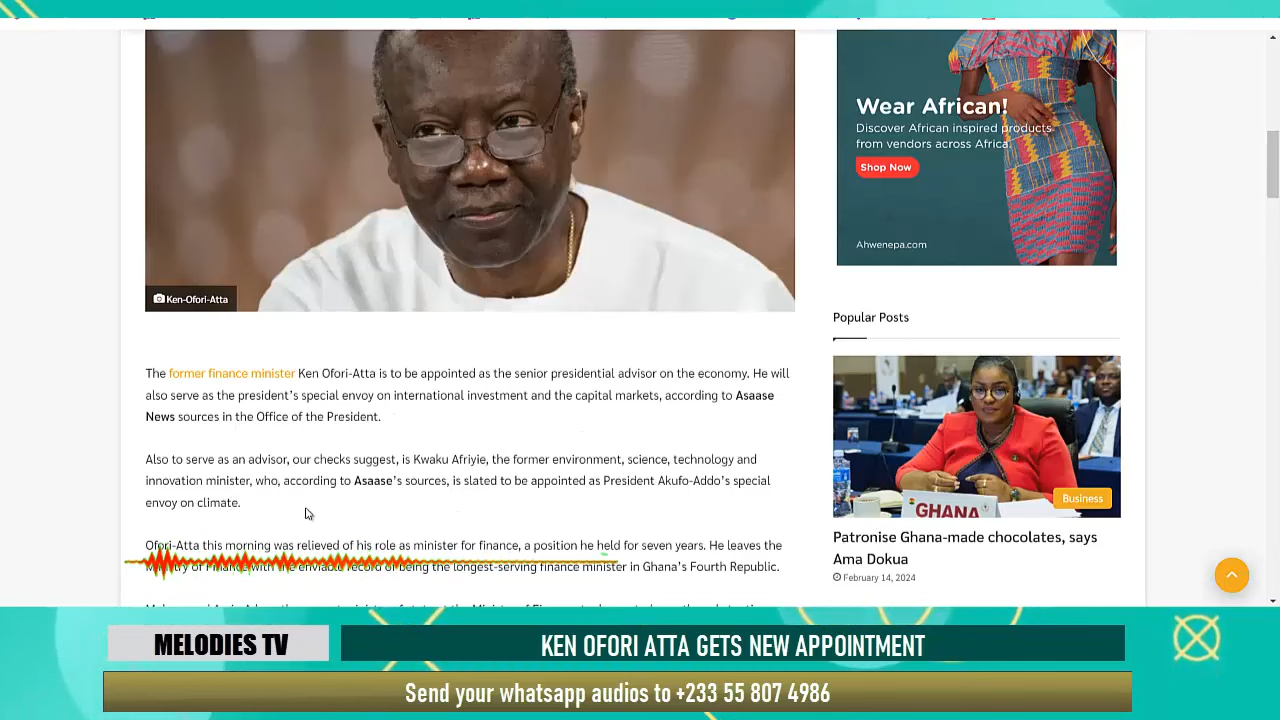 Wear African!
Discover African inspired products
from vendors across Africa.
Shop Now
Ahwenepa.com
Ken-Ofori-Atta
The former finance minister Ken Ofori-Atta is to be appointed as the senior presidential advisor on the economy. He will
also serve as the president's special envoy on international investment and the capital markets, according to Asaase
News sources in the Office of the President.
Also to serve as an advisor, our checks suggest, is Kwaku Afriyie, the former environment, science, technology and
innovation minister, who, according to Asaase's sources, is slated to be appointed as President Akufo-Addo's special
envoy on climate.
Ofori-Atta this morning was relieved of his role as minister for finance, a position he held for seven years. He leaves the
of Finance with the enviable record of being the longest-serving finance minister in Ghana's Fourth Republic.
Popular Posts
GHANA
Business
Patronise Ghana-made chocolates, says
Ama Dokua
February 14, 2024
MELODIES TV
KEN OFORI ATTA GETS NEW APPOINTMENT
Send your whatsapp audios to +233 55 807 4986